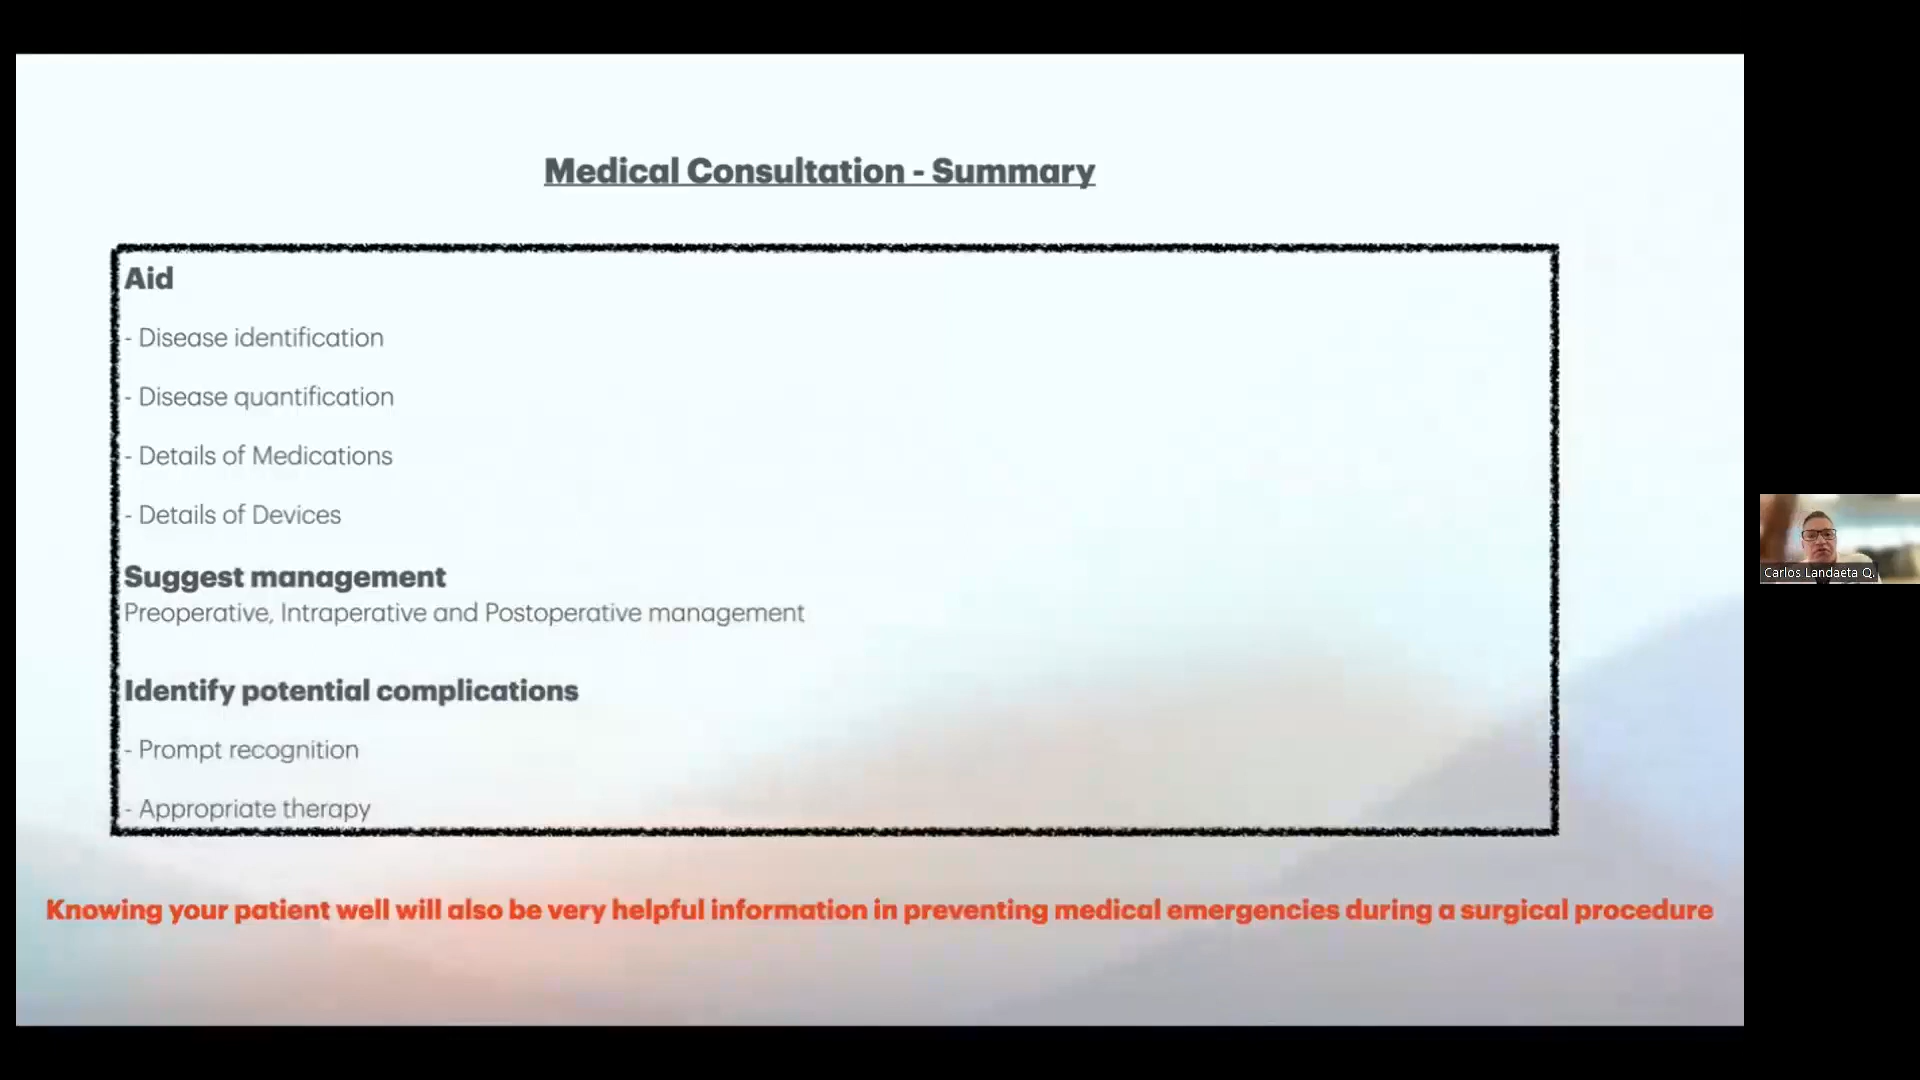 Medical Consultation - Summary
Aid
- Disease identification
- Disease quantification
- Details of Medications
- Details of Devices
Suggest management
Preoperative, Intraperative and Postoperative management
Identify potential complications
- Prompt recognition
- Appropriate therapy
Knowing your patient well will also be very helpful information in preventing medical emergencies during a surgical procedure
Carlos Landaeta Q.